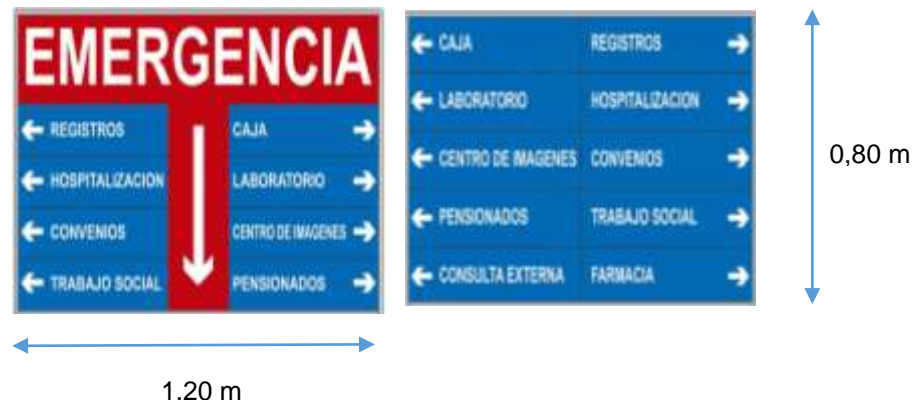 EMERGENCIA
← REGISTROS CAJA →
← HOSPITALIZACION LABORATORIO →
← CONVENIOS CENTRO DE IMAGENES →
← TRABAJO SOCIAL PENSIONADOS →
← CAJA REGISTROS →
← LABORATORIO HOSPITALIZACION →
← CENTRO DE IMAGENES CONVENIOS →
← PENSIONADOS TRABAJO SOCIAL →
← CONSULTA EXTERNA FARMACIA →
0,80 m
1,20 m